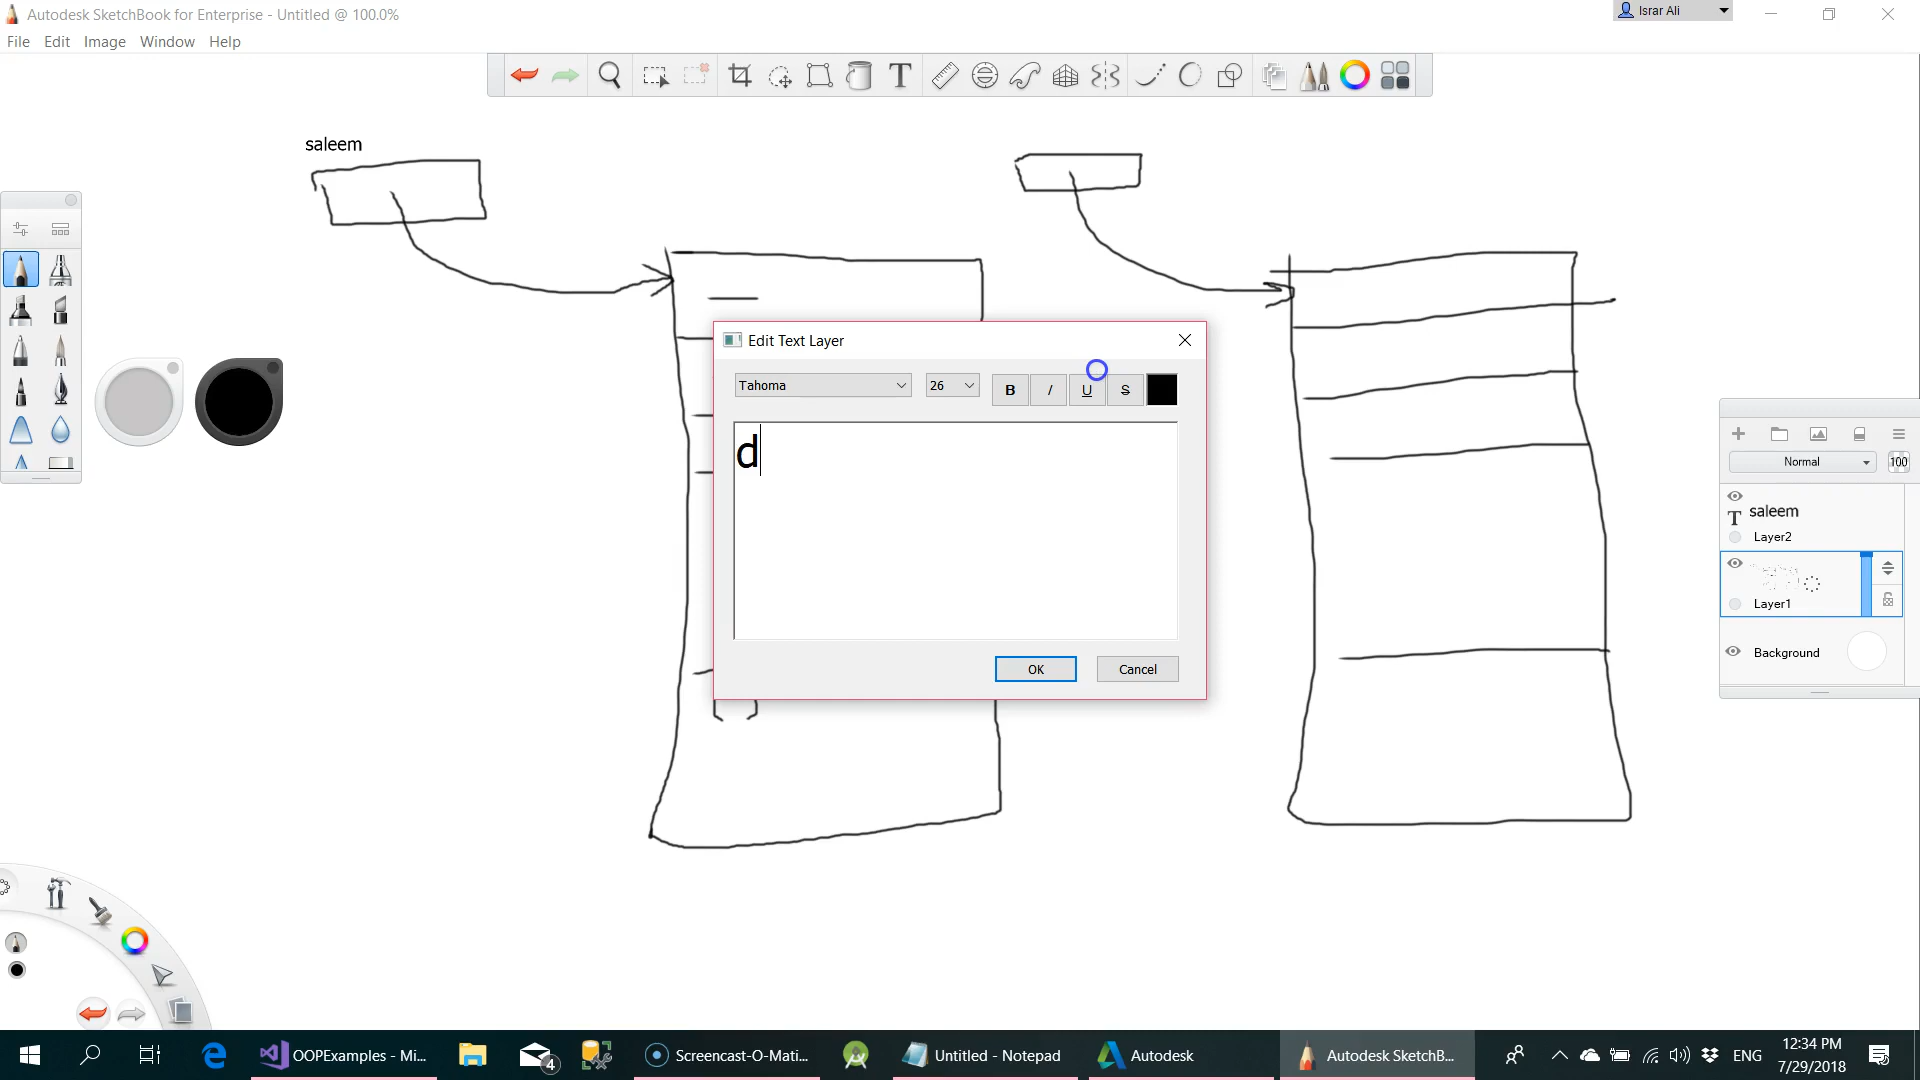 Autodesk SketchBook for Enterprise - Untitled @ 100.0%
Israr Ali
File Edit Image Window Help
saleem
Edit Text Layer
Tahoma
26
B I U S
d
OK
Cancel
Normal
100
saleem
Layer2
Layer1
Background
OOPExamples - Mi...
4
Screencast-O-Mati...
Untitled - Notepad
Autodesk
Autodesk SketchB...
ENG
12:34 PM
7/29/2018